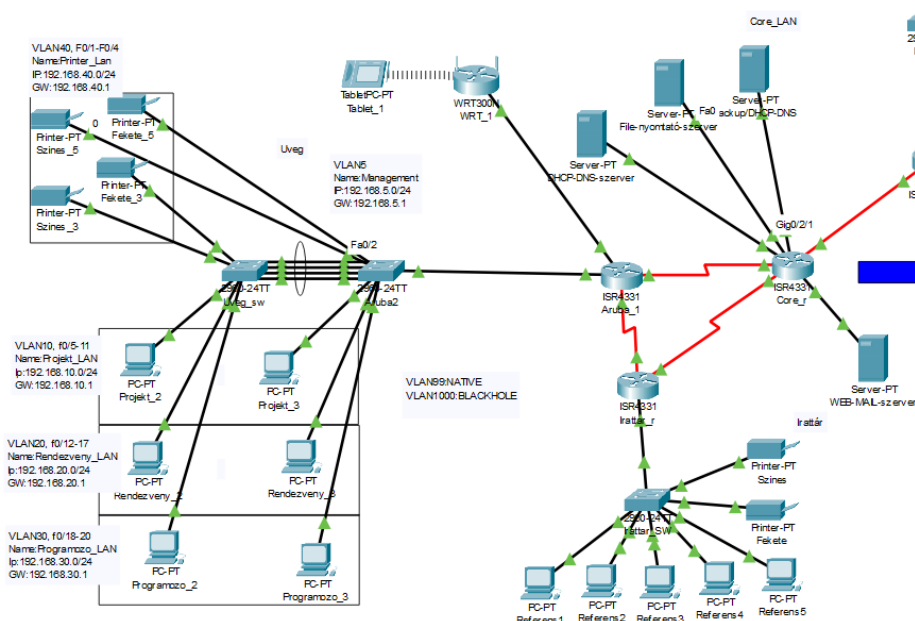 VLAN40, F0/1-F0/4
Name:Printer_Lan
IP:192.168.40.0/24
GW:192.168.40.1
0
Printer-PT
Fekete_5
Printer-PT
Szines_5
Printer-PT
Fekete_3
Printer-PT
Szines_3
Uveg
VLAN5
Name:Management
IP:192.168.5.0/24
GW:192.168.5.1
TabletPC-PT
Tablet_1
WRT300N
WRT_1
Core_LAN
Server-PT
ackup/DHCP-DNS
Fa0
Server-PT
File-nyomtató-szerver
Server-PT
DHCP-DNS-szerver
Gig0/2/1
ISR4331
Core_r
Fa0/2
2960-24TT
Uveg_sw
2960-24TT
Aruba2
ISR4331
Aruba_1
VLAN10, f0/5-11
Name:Projekt_LAN
Ip:192.168.10.0/24
GW:192.168.10.1
PC-PT
Projekt_2
PC-PT
Projekt_3
VLAN99:NATIVE
VLAN1000:BLACKHOLE
ISR4331
Irattar_r
Server-PT
WEB-MAIL-szerver
VLAN20, f0/12-17
Name:Rendezveny_LAN
Ip:192.168.20.0/24
GW:192.168.20.1
PC-PT
Rendezveny_2
PC-PT
Rendezveny_3
Irattár
Printer-PT
Szines
Printer-PT
Fekete
2960-24TT
Irattar_SW
VLAN30, f0/18-20
Name:Programozo_LAN
Ip:192.168.30.0/24
GW:192.168.30.1
PC-PT
Programozo_2
PC-PT
Programozo_3
PC-PT
Referens1
PC-PT
Referens2
PC-PT
Referens3
PC-PT
Referens4
PC-PT
Referens5